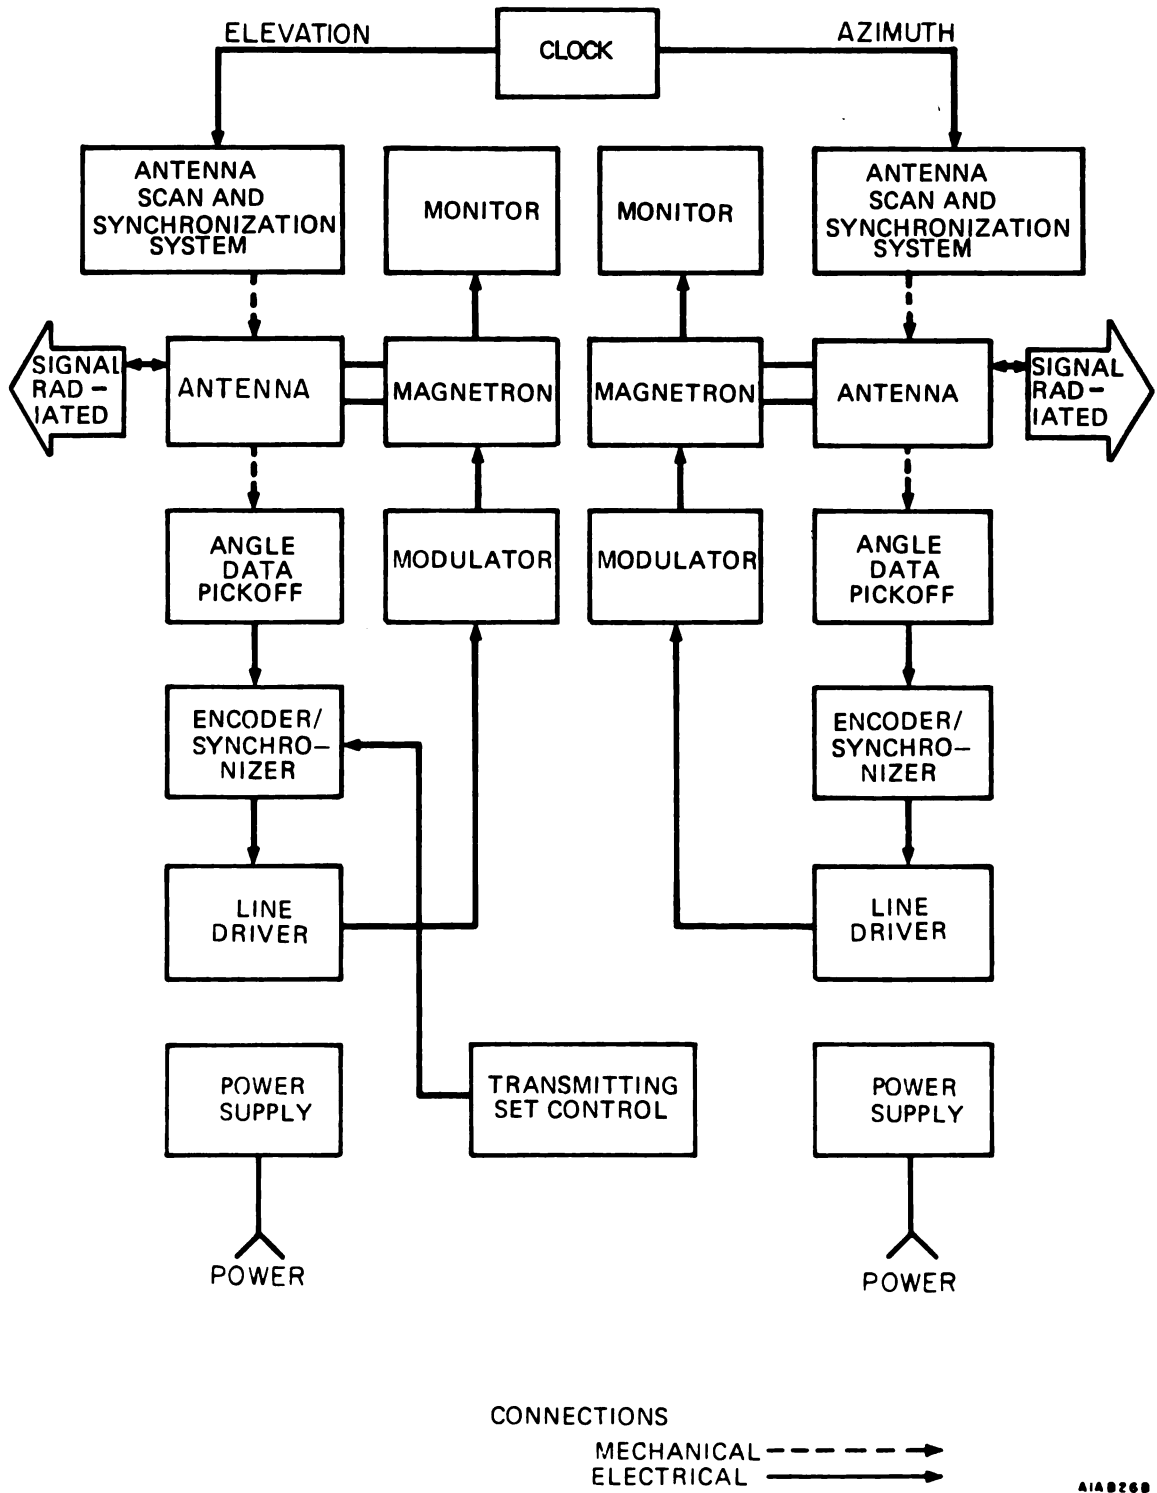 ELEVATION
CLOCK
AZIMUTH
ANTENNA
SCAN AND
SYNCHRONIZATION
SYSTEM
MONITOR
MONITOR
ANTENNA
SCAN AND
SYNCHRONIZATION
SYSTEM
SIGNAL
RAD-
IATED
ANTENNA
MAGNETRON
MAGNETRON
ANTENNA
SIGNAL
RAD-
IATED
ANGLE
DATA
PICKOFF
MODULATOR
MODULATOR
ANGLE
DATA
PICKOFF
ENCODER/
SYNCHRO-
NIZER
ENCODER/
SYNCHRO-
NIZER
LINE
DRIVER
LINE
DRIVER
POWER
SUPPLY
TRANSMITTING
SET CONTROL
POWER
SUPPLY
POWER
POWER
CONNECTIONS
MECHANICAL
ELECTRICAL
A1A8268